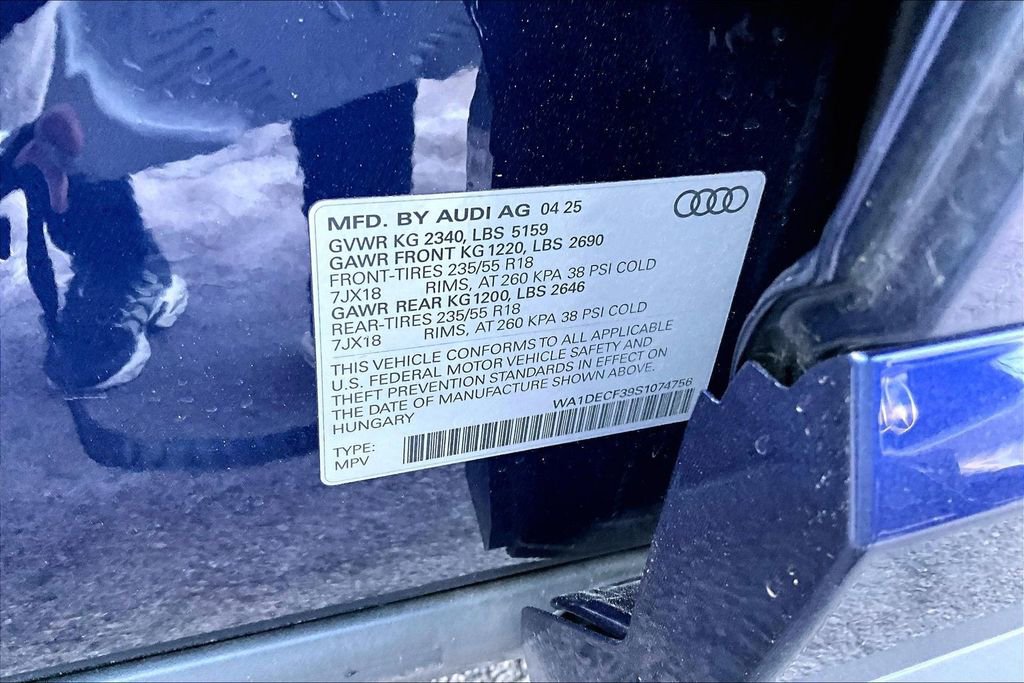 MFD. BY AUDI AG 04 25
GVWR KG 2340, LBS 5159
GAWR FRONT KG 1220, LBS 2690
FRONT-TIRES 235/55 R18
7JX18 RIMS, AT 260 KPA 38 PSI COLD
GAWR REAR KG 1200, LBS 2646
REAR-TIRES 235/55 R18
7JX18 RIMS, AT 260 KPA 38 PSI COLD
THIS VEHICLE CONFORMS TO ALL APPLICABLE
U.S. FEDERAL MOTOR VEHICLE SAFETY AND
THEFT PREVENTION STANDARDS IN EFFECT ON
THE DATE OF MANUFACTURE SHOWN ABOVE.
HUNGARY WA1DECF39S1074756
TYPE:
MPV